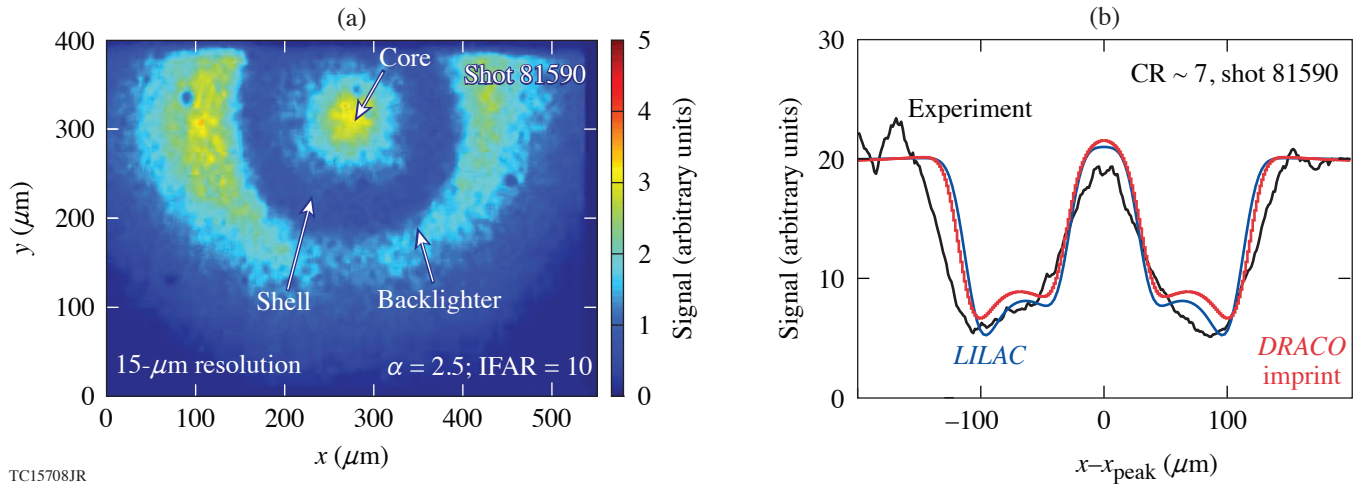 (a)
400
300
200
100
0
y (μm)
0
100
200
300
400
500
x (μm)
Core
Shot 81590
Shell
Backlighter
15-μm resolution
α = 2.5; IFAR = 10
5
4
3
2
1
0
Signal (arbitrary units)
TC15708JR
(b)
30
20
10
0
Signal (arbitrary units)
CR ~ 7, shot 81590
Experiment
LILAC
DRACO
imprint
−100
0
100
x–xpeak (μm)